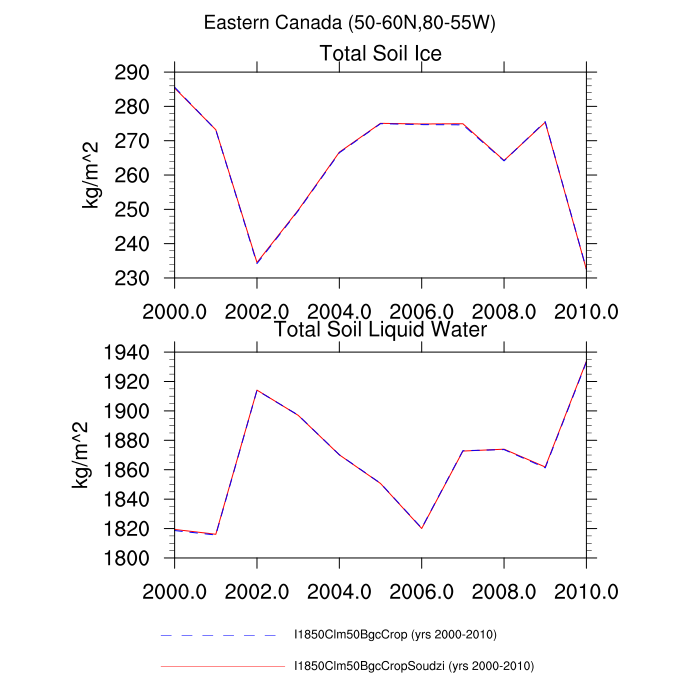 Eastern Canada (50-60N,80-55W)
Total Soil Ice
290
280
270
260
250
240
230
kg/m^2
2000.0 2002.0 2004.0 2006.0 2008.0 2010.0
Total Soil Liquid Water
1940
1920
1900
1880
1860
1840
1820
1800
kg/m^2
2000.0 2002.0 2004.0 2006.0 2008.0 2010.0
I1850Clm50BgcCrop (yrs 2000-2010)
I1850Clm50BgcCropSoudzi (yrs 2000-2010)